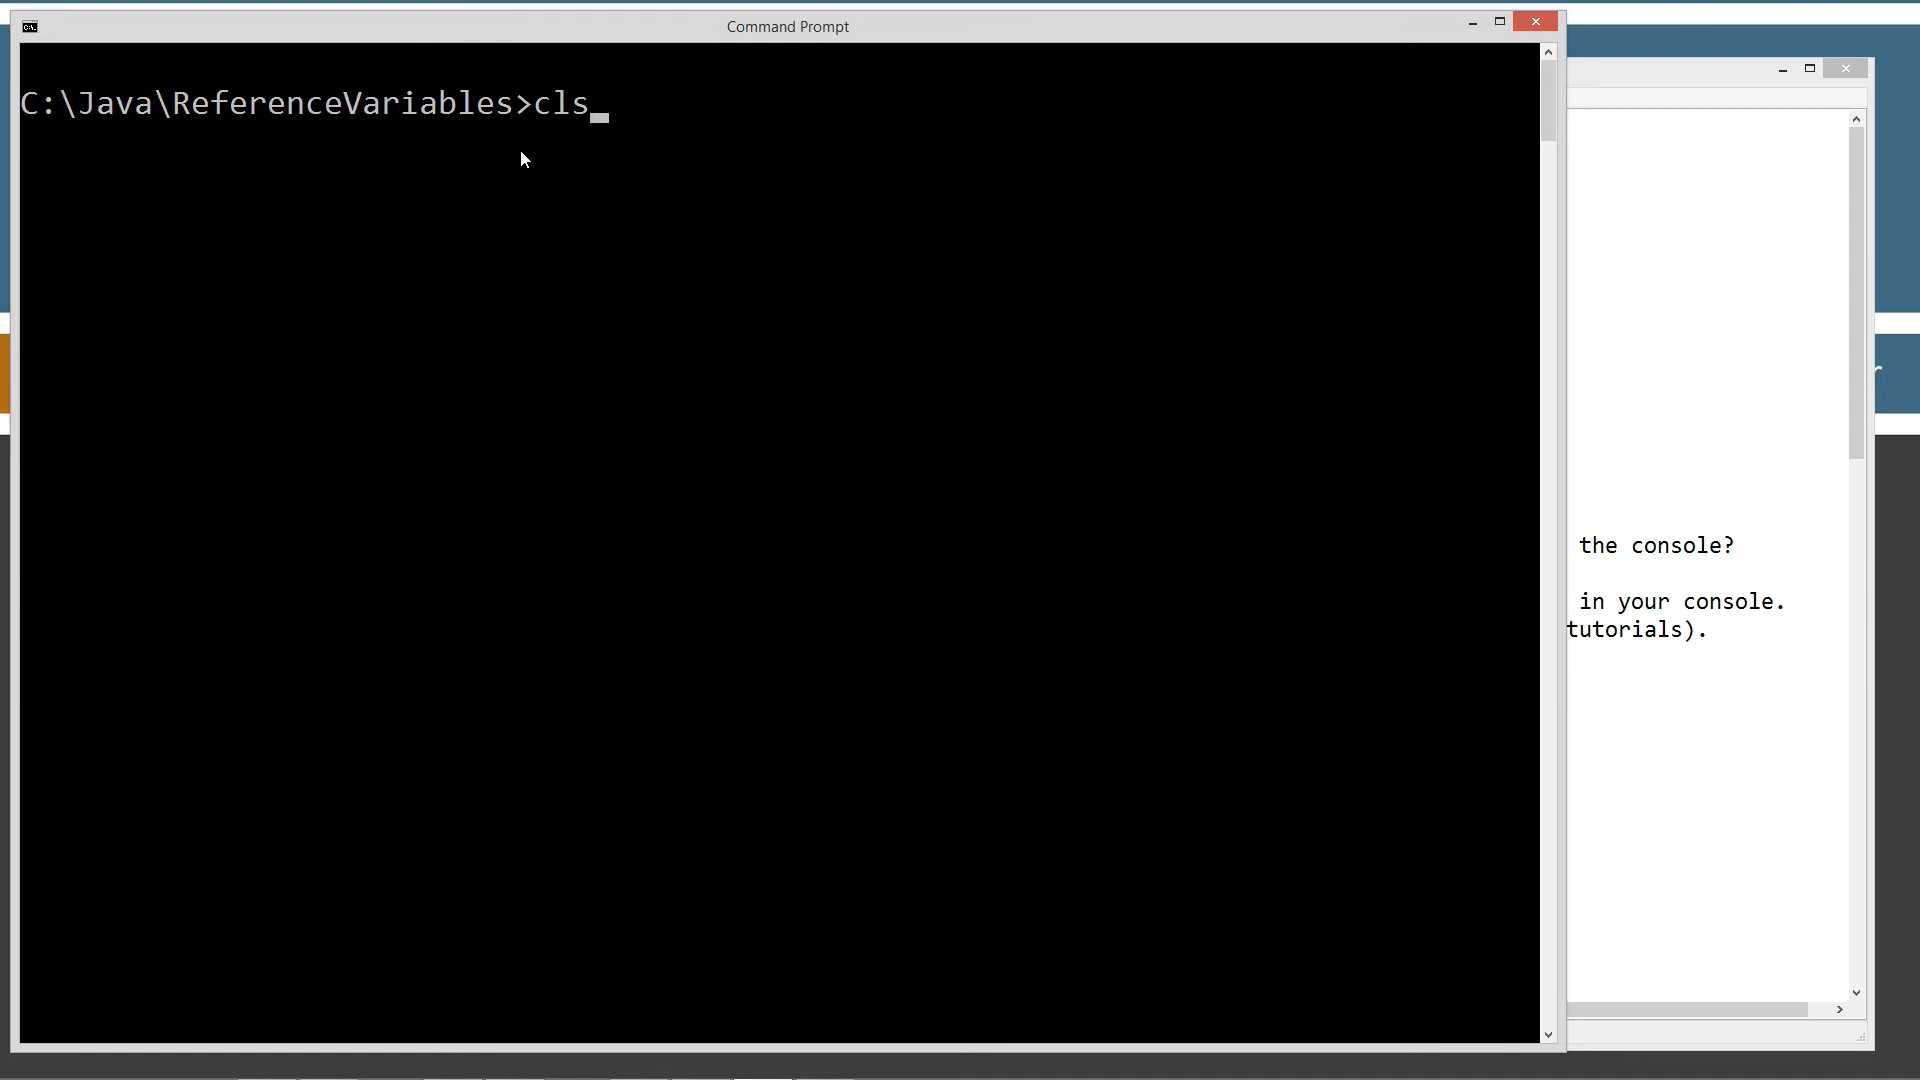 Command Prompt
C:\Java\ReferenceVariables>cls
the console?
in your console.
tutorials).